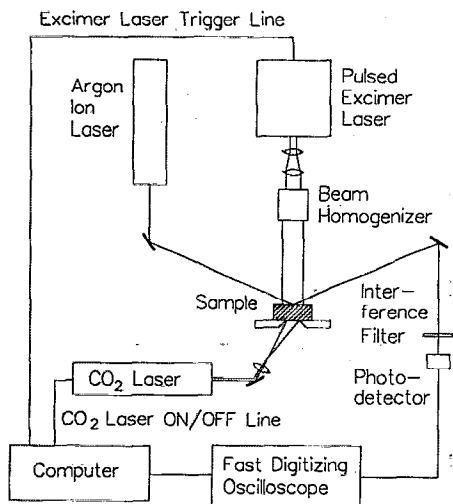 Excimer Laser Trigger Line
Argon
Ion
Laser
Pulsed
Excimer
Laser
Beam
Homogenizer
Sample
Inter-
ference
Filter
CO₂ Laser
Photo-
detector
CO₂ Laser ON/OFF Line
Computer
Fast Digitizing
Oscilloscope